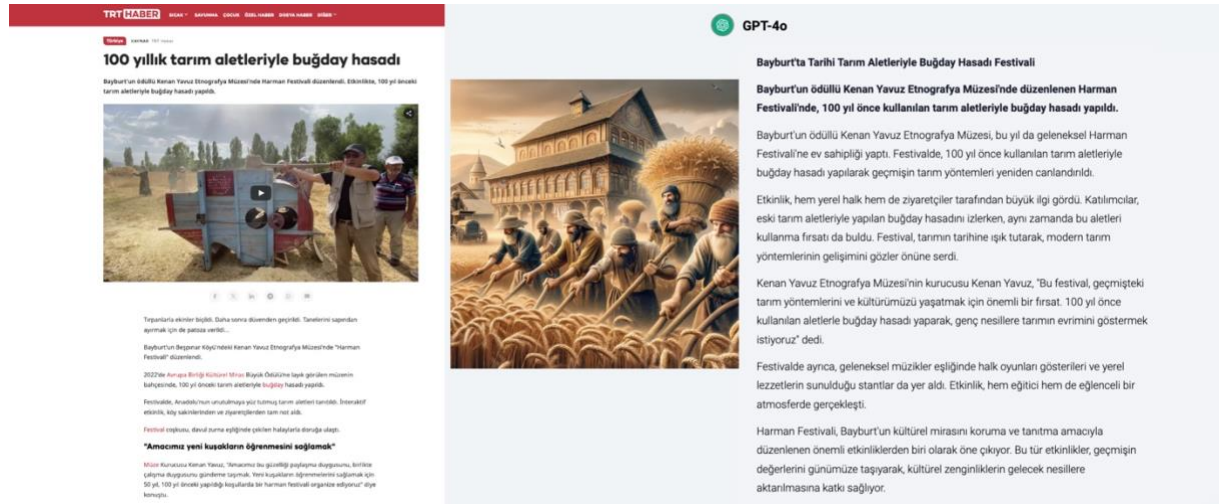 TRT HABER
SICAK SAVUNMA ÇOCUK ÖZEL HABER DOSYA HABER DİĞER
Türkiye
100 yıllık tarım aletleriyle buğday hasadı
Bayburt'un ödüllü Kenan Yavuz Etnografya Müzesi'nde Harman Festivali düzenlendi. Etkinlikte, 100 yıl önceki
tarım aletleriyle buğday hasadı yapıldı.
Tırpanlarla ekinler biçildi. Daha sonra düvenden geçirildi. Tanelerini sapından
ayırmak için de patoza verildi...
Bayburt'un Beşpınar Köyü'ndeki Kenan Yavuz Etnografya Müzesi'nde "Harman
Festivali" düzenlendi.
2022'de Avrupa Birliği Kültürel Miras Büyük Ödülü'ne layık görülen müzenin
bahçesinde, 100 yıl önceki tarım aletleriyle buğday hasadı yapıldı.
Festivalde, Anadolu'nun unutulmaya yüz tutmuş tarım aletleri tanıtıldı. İnteraktif
etkinlik, köy sakinlerinden ve ziyaretçilerden tam not aldı.
Festival coşkusu, davul zurna eşliğinde çekilen halaylarla doruğa ulaştı.
"Amacımız yeni kuşakların öğrenmesini sağlamak"
Müze Kurucusu Kenan Yavuz, "Amacımız bu güzelliği paylaşma duygusunu, birlikte
çalışma duygusunu gündeme taşımak. Yeni kuşakların öğrenmelerini sağlamak için
50 yıl, 100 yıl önceki yapıldığı koşullarda bir harman festivali organize ediyoruz" diye
konuştu.
GPT-4o
Bayburt'ta Tarihi Tarım Aletleriyle Buğday Hasadı Festivali
Bayburt'un ödüllü Kenan Yavuz Etnografya Müzesi'nde düzenlenen Harman
Festivali'nde, 100 yıl önce kullanılan tarım aletleriyle buğday hasadı yapıldı.
Bayburt'un ödüllü Kenan Yavuz Etnografya Müzesi, bu yıl da geleneksel Harman
Festivali'ne ev sahipliği yaptı. Festivalde, 100 yıl önce kullanılan tarım aletleriyle
buğday hasadı yapılarak geçmişin tarım yöntemleri yeniden canlandırıldı.
Etkinlik, hem yerel halk hem de ziyaretçiler tarafından büyük ilgi gördü. Katılımcılar,
eski tarım aletleriyle yapılan buğday hasadını izlerken, aynı zamanda bu aletleri
kullanma fırsatı da buldu. Festival, tarımın tarihine ışık tutarak, modern tarım
yöntemlerinin gelişimini gözler önüne serdi.
Kenan Yavuz Etnografya Müzesi'nin kurucusu Kenan Yavuz, "Bu festival, geçmişteki
tarım yöntemlerini ve kültürümüzü yaşatmak için önemli bir fırsat. 100 yıl önce
kullanılan aletlerle buğday hasadı yaparak, genç nesillere tarımın evrimini göstermek
istiyoruz" dedi.
Festivalde ayrıca, geleneksel müzikler eşliğinde halk oyunları gösterileri ve yerel
lezzetlerin sunulduğu stantlar da yer aldı. Etkinlik, hem eğitici hem de eğlenceli bir
atmosferde gerçekleşti.
Harman Festivali, Bayburt'un kültürel mirasını koruma ve tanıtma amacıyla
düzenlenen önemli etkinliklerden biri olarak öne çıkıyor. Bu tür etkinlikler, geçmişin
değerlerini günümüze taşıyarak, kültürel zenginliklerin gelecek nesillere
aktarılmasına katkı sağlıyor.